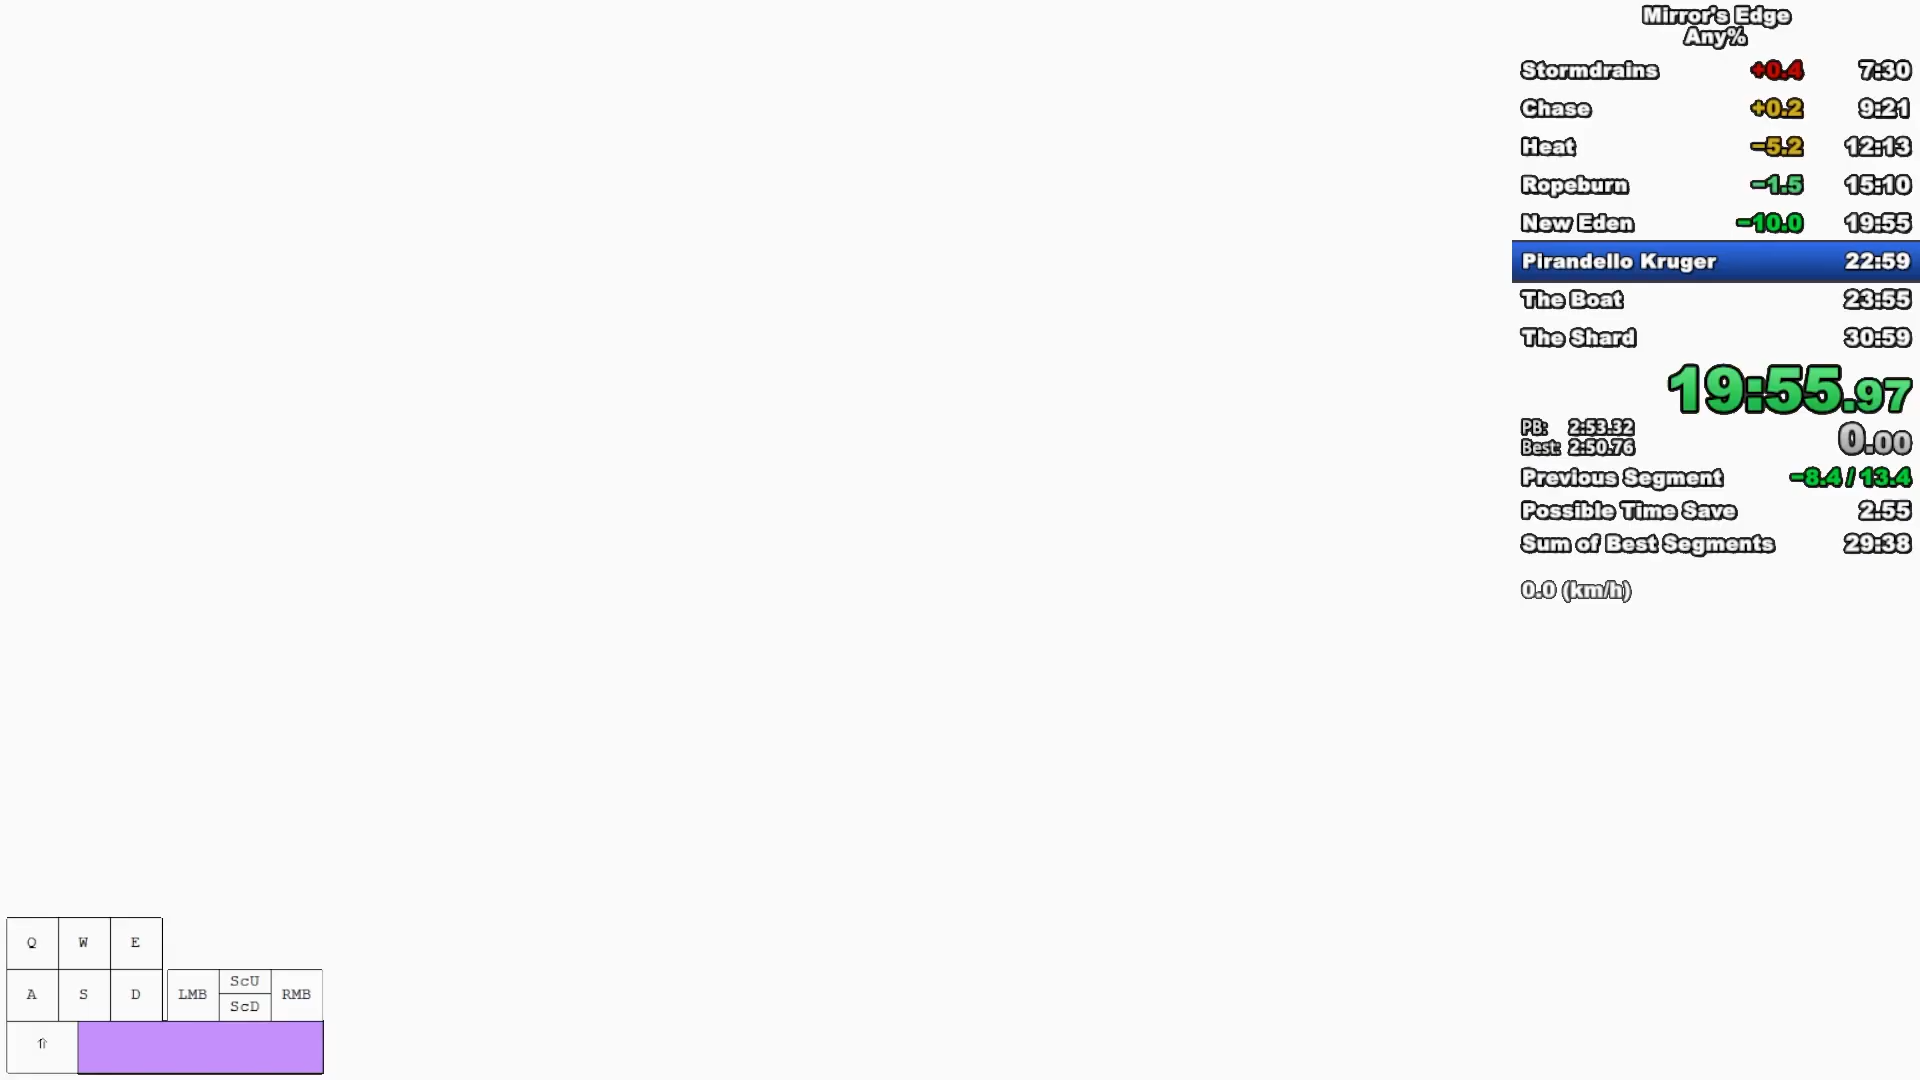 Mirror's Edge
Any%
Stormdrains +0.4 7:30
Chase +0.2 9:21
Heat −5.2 12:13
Ropeburn −1.5 15:10
New Eden −10.0 19:55
Pirandello Kruger 22:59
The Boat 23:55
The Shard 30:59
19:55.97
PB: 2:53.32
Best: 2:50.76
0.00
Previous Segment −8.4 / 13.4
Possible Time Save 2.55
Sum of Best Segments 29:38
0.0 (km/h)
Q W E
A S D LMB ScU ScD RMB
⇑